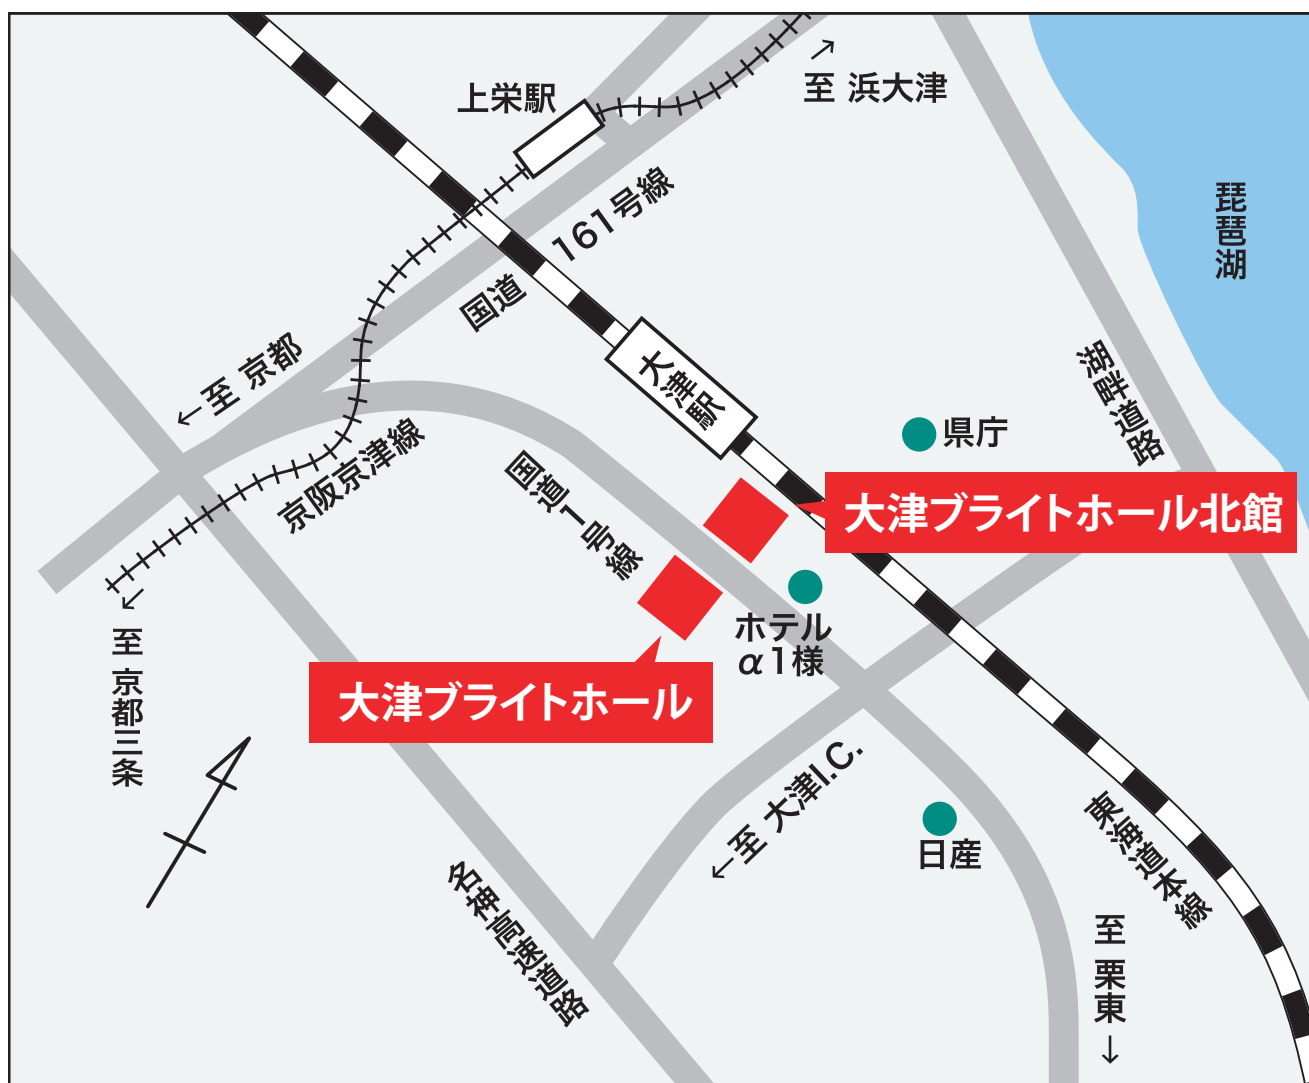 上栄駅
↗
至 浜大津
琵琶湖
国道 161号線
←至 京都
大津駅
湖畔道路
県庁
京阪京津線
国道1号線
大津ブライトホール北館
ホテル
α1様
大津ブライトホール
↙
至 京都三条
←至 大津I.C.
日産
東海道本線
名神高速道路
至 栗東→